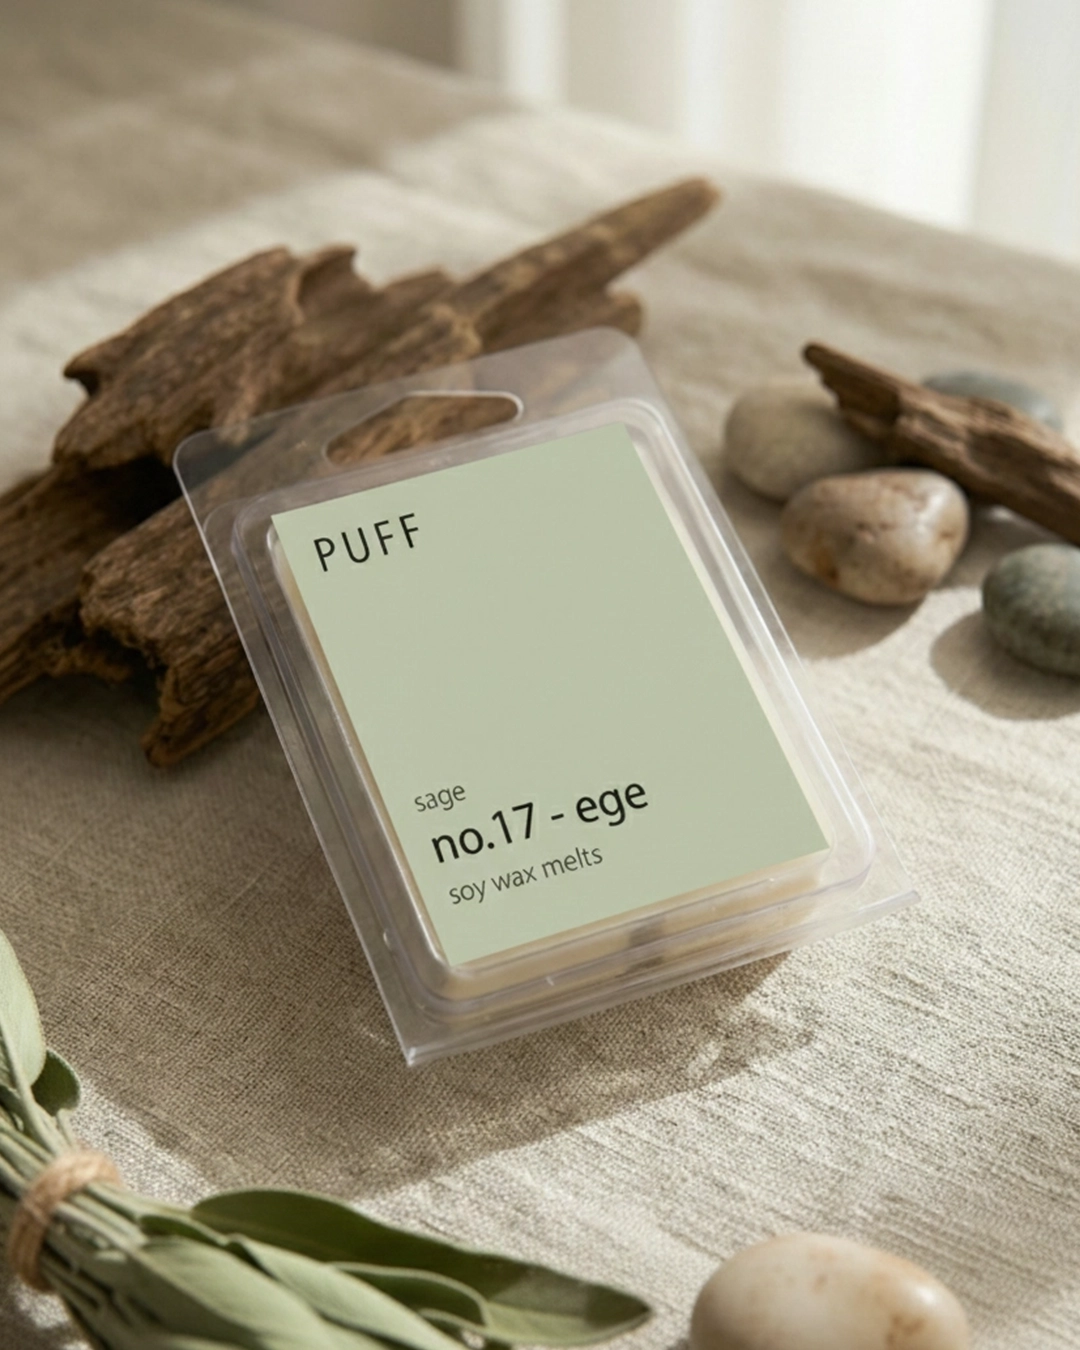 PUFF
sage
no.17 - ege
soy wax melts